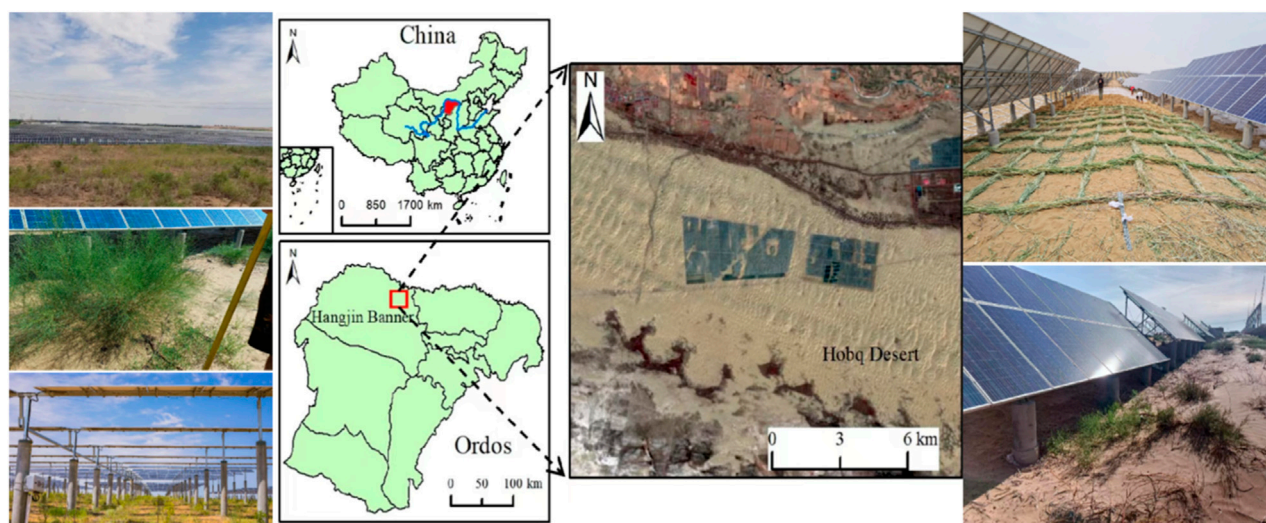 China
N
0 850 1700 km
N
Hangjin Banner
Ordos
0 50 100 km
N
Hobq Desert
0 3 6 km